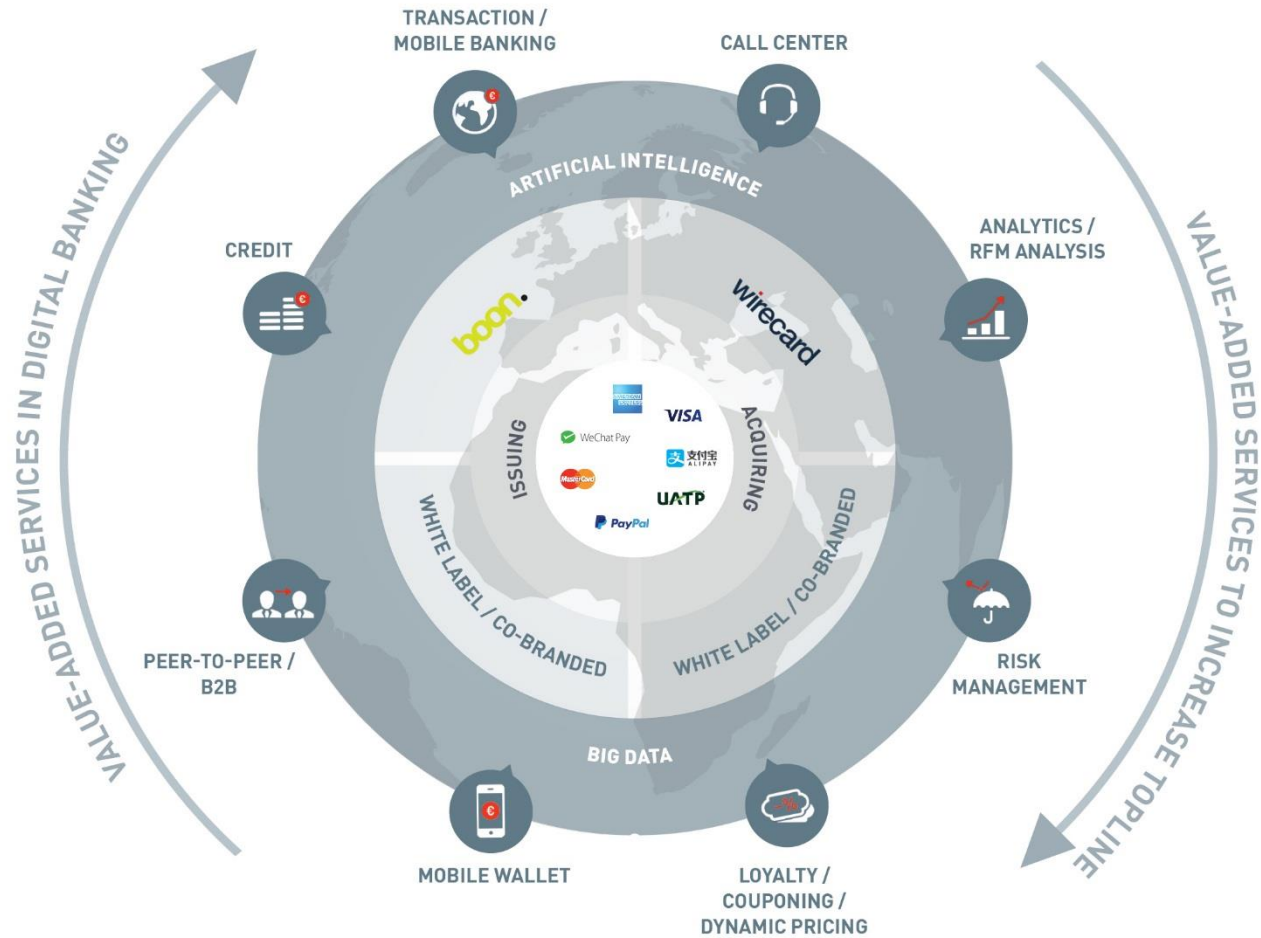 TRANSACTION /
MOBILE BANKING
CALL CENTER
VALUE-ADDED SERVICES IN DIGITAL BANKING
VALUE-ADDED SERVICES TO INCREASE TOPLINE
ARTIFICIAL INTELLIGENCE
CREDIT
ANALYTICS /
RFM ANALYSIS
boon.
wirecard
ISSUING
ACQUIRING
AMERICAN
EXPRESS
VISA
WeChat Pay
支付宝
ALIPAY
MasterCard
UATP
PayPal
WHITE LABEL / CO-BRANDED
WHITE LABEL / CO-BRANDED
PEER-TO-PEER /
B2B
RISK
MANAGEMENT
BIG DATA
MOBILE WALLET
LOYALTY /
COUPONING /
DYNAMIC PRICING
€
€
€